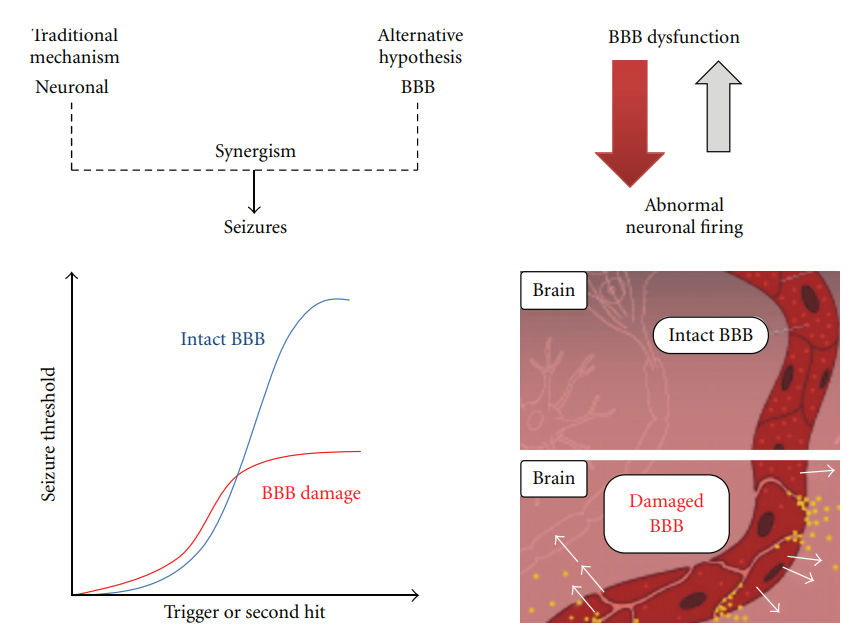 Traditional
mechanism
Neuronal
Alternative
hypothesis
BBB
Synergism
Seizures
BBB dysfunction
Abnormal
neuronal firing
Seizure threshold
Intact BBB
BBB damage
Trigger or second hit
Brain
Intact BBB
Brain
Damaged
BBB